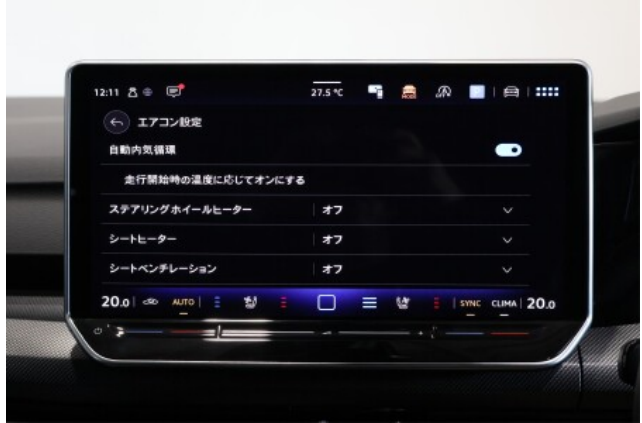 12:11 27.5 ℃
エアコン設定
自動内気循環
走行開始時の温度に応じてオンにする
ステアリングホイールヒーター オフ
シートヒーター オフ
シートベンチレーション オフ
20.0 AUTO SYNC CLIMA 20.0